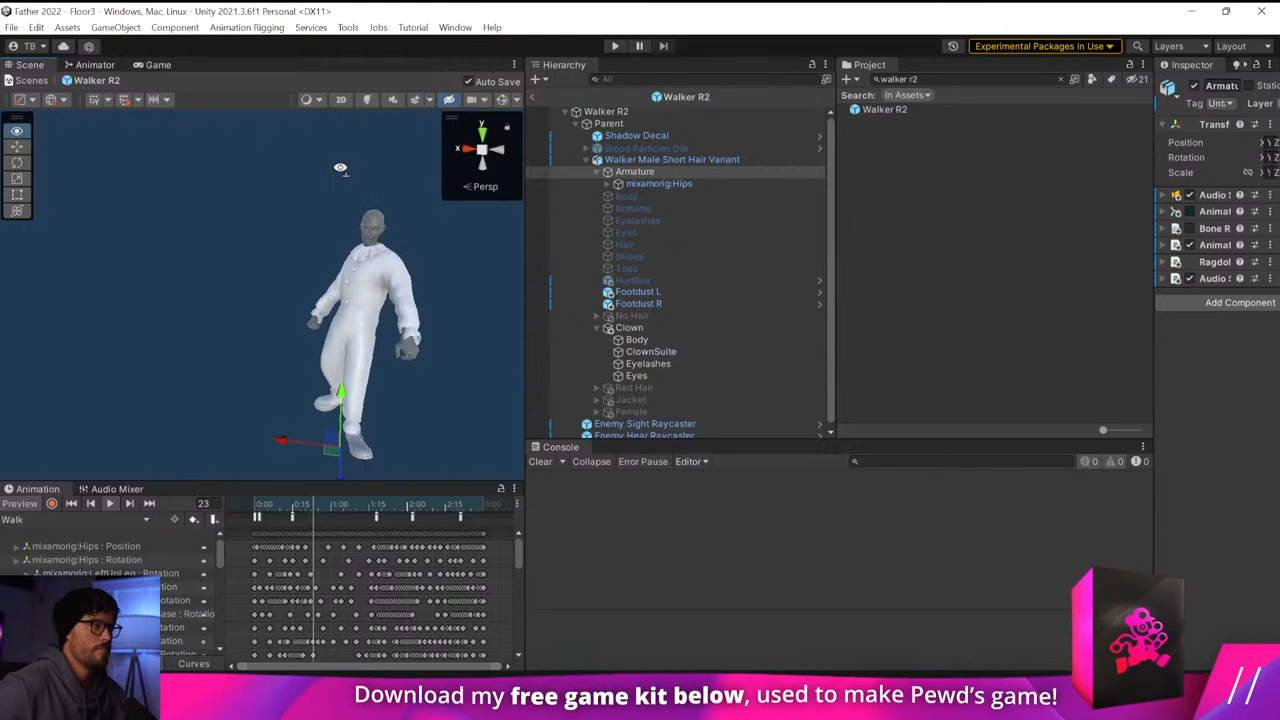 Father 2022 - Floor3 - Windows, Mac, Linux - Unity 2021.3.6f1 Personal <DX11>
File Edit Assets GameObject Component Animation Rigging Services Tools Jobs Tutorial Window Help
TB Experimental Packages In Use Layers Layout
Scene Animator Game
Scenes Walker R2 Auto Save
2D
y
x
Persp
Hierarchy
All
Walker R2
Walker R2
Parent
Shadow Decal
Blood Particles Die
Walker Male Short Hair Variant
Armature
mixamorig:Hips
Body
Bottoms
Eyelashes
Eyes
Hair
Shoes
Tops
HurtBox
Footdust L
Footdust R
No Hair
Clown
Body
ClownSuite
Eyelashes
Eyes
Red Hair
Jacket
Female
Enemy Sight Raycaster
Enemy Hear Raycaster
Project
walker r2 21
Search: In Assets
Walker R2
Inspector
Armat Static
Tag Unt Layer
Transf
Position
Rotation
Scale
Audio
Animat
Bone R
Animat
Ragdol
Audio
Add Component
Console
Clear Collapse Error Pause Editor 0 0 0
Animation Audio Mixer
Preview 23 0:00 0:15 1:00 1:15 2:00 2:15 3:00
Walk
mixamorig:Hips : Position
mixamorig:Hips : Rotation
mixamorig:LeftUpLeg : Rotation
Curves
Download my free game kit below, used to make Pewd's game!
//